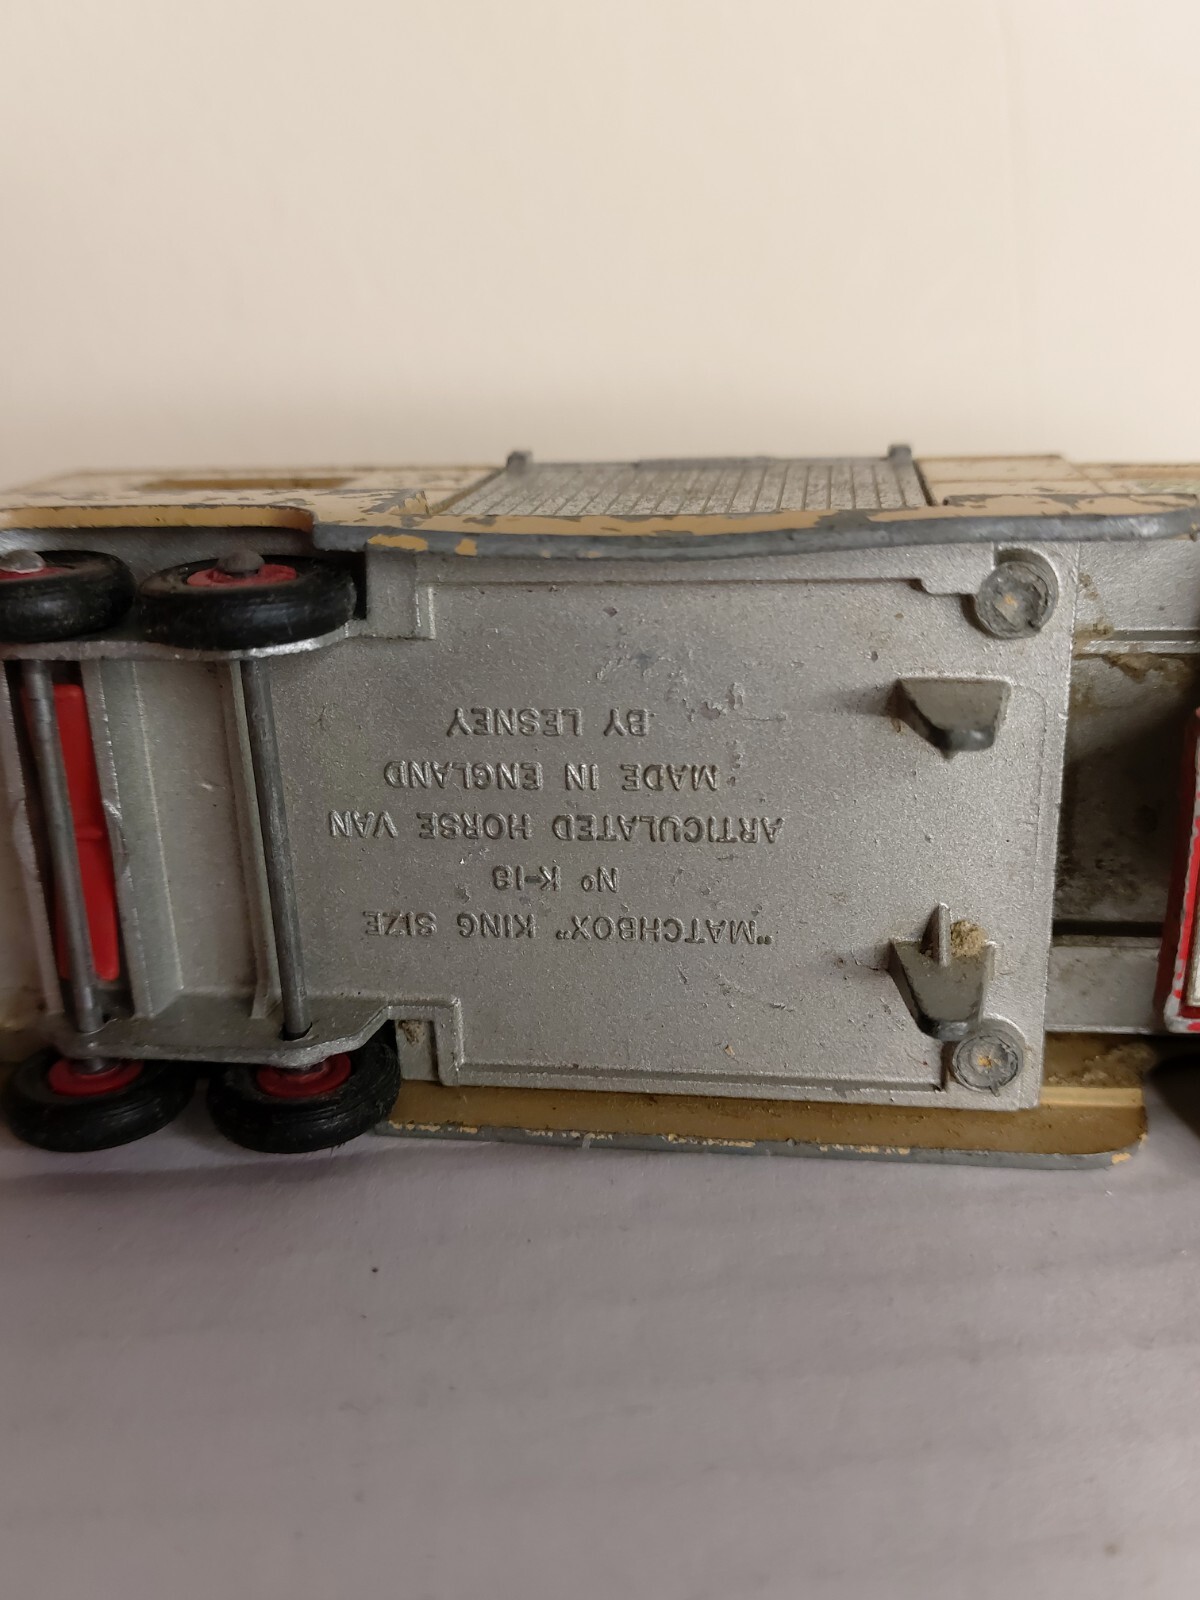 "MATCHBOX" KING SIZE
Nº K-18
ARTICULATED HORSE VAN
MADE IN ENGLAND
BY LESNEY